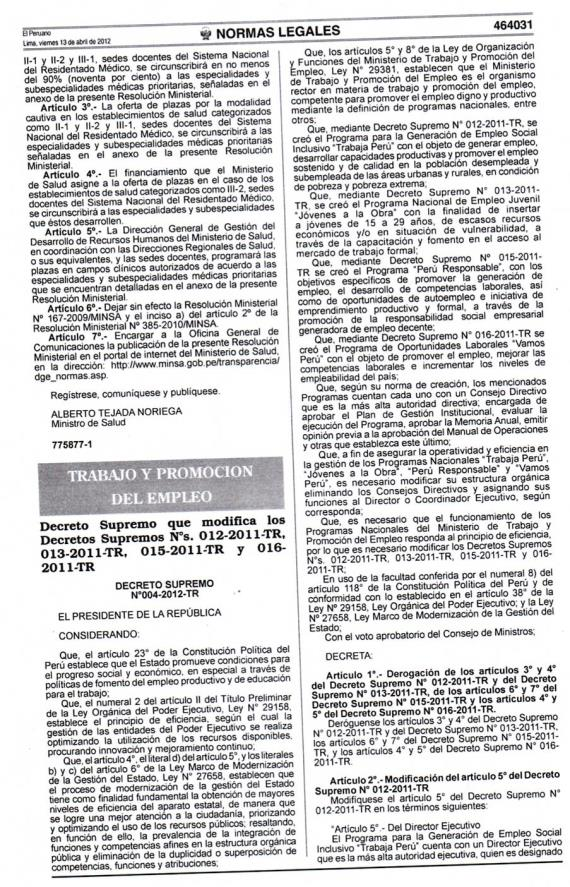 El Peruano
Lima, viernes 13 de abril de 2012
NORMAS LEGALES
464031
II-1 y II-2 y III-1, sedes docentes del Sistema Nacional
del Residentado Médico, se circunscribirá en no menos
del 90% (noventa por ciento) a las especialidades y
subespecialidades médicas prioritarias, señaladas en el
anexo de la presente Resolución Ministerial.
Artículo 3º.- La oferta de plazas por la modalidad
cautiva en los establecimientos de salud categorizados
como II-1 y II-2 y III-1, sedes docentes del Sistema
Nacional del Residentado Médico, se circunscribirá a las
especialidades y subespecialidades médicas prioritarias
señaladas en el anexo de la presente Resolución
Ministerial.
Artículo 4º.- El financiamiento que el Ministerio
de Salud asigne a la oferta de plazas en el caso de los
establecimientos de salud categorizados como III-2, sedes
docentes del Sistema Nacional del Residentado Médico,
se circunscribirá a las especialidades y subespecialidades
que éstos desarrollen.
Artículo 5º.- La Dirección General de Gestión del
Desarrollo de Recursos Humanos del Ministerio de Salud,
en coordinación con las Direcciones Regionales de Salud,
o sus equivalentes, y las sedes docentes, programarán las
plazas en campos clínicos autorizados de acuerdo a las
especialidades y subespecialidades médicas prioritarias
que se encuentran detalladas en el anexo de la presente
Resolución Ministerial.
Artículo 6º.- Dejar sin efecto la Resolución Ministerial
Nº 167-2009/MINSA y el inciso a) del artículo 2º de la
Resolución Ministerial Nº 385-2010/MINSA.
Artículo 7º.- Encargar a la Oficina General de
Comunicaciones la publicación de la presente Resolución
Ministerial en el portal de internet del Ministerio de Salud,
en la dirección: http://www.minsa.gob.pe/transparencia/
dge_normas.asp.
Regístrese, comuníquese y publíquese.
ALBERTO TEJADA NORIEGA
Ministro de Salud
775877-1
TRABAJO Y PROMOCION
DEL EMPLEO
Decreto Supremo que modifica los
Decretos Supremos Nºs. 012-2011-TR,
013-2011-TR, 015-2011-TR y 016-
2011-TR
DECRETO SUPREMO
Nº004-2012-TR
EL PRESIDENTE DE LA REPÚBLICA
CONSIDERANDO:
Que, el artículo 23° de la Constitución Política del
Perú establece que el Estado promueve condiciones para
el progreso social y económico, en especial a través de
políticas de fomento del empleo productivo y de educación
para el trabajo;
Que, el numeral 2 del artículo II del Título Preliminar
de la Ley Orgánica del Poder Ejecutivo, Ley N° 29158,
establece el principio de eficiencia, según el cual la
gestión de las entidades del Poder Ejecutivo se realiza
optimizando la utilización de los recursos disponibles,
procurando innovación y mejoramiento continuo;
Que, el artículo 4°, el literal d) del artículo 5°, y los literales
b) y c) del artículo 6° de la Ley Marco de Modernización
de la Gestión del Estado, Ley N° 27658, establecen que
el proceso de modernización de la gestión del Estado
tiene como finalidad fundamental la obtención de mayores
niveles de eficiencia del aparato estatal, de manera que
se logre una mejor atención a la ciudadanía, priorizando
y optimizando el uso de los recursos públicos; resaltando,
en función de ello, la prevalencia de la integración de
funciones y competencias afines en la estructura orgánica
pública y eliminación de la duplicidad o superposición de
competencias, funciones y atribuciones;
Que, los artículos 5° y 8° de la Ley de Organización
y Funciones del Ministerio de Trabajo y Promoción del
Empleo, Ley N° 29381, establecen que el Ministerio
de Trabajo y Promoción del Empleo es el organismo
rector en materia de trabajo y promoción del empleo,
competente para promover el empleo digno y productivo
mediante la definición de programas nacionales, entre
otros;
Que, mediante Decreto Supremo N° 012-2011-TR, se
creó el Programa para la Generación de Empleo Social
Inclusivo "Trabaja Perú" con el objeto de generar empleo,
desarrollar capacidades productivas y promover el empleo
sostenido y de calidad en la población desempleada y
subempleada de las áreas urbanas y rurales, en condición
de pobreza y pobreza extrema;
Que, mediante Decreto Supremo N° 013-2011-
TR, se creó el Programa Nacional de Empleo Juvenil
"Jóvenes a la Obra" con la finalidad de insertar
a jóvenes de 15 a 29 años, de escasos recursos
económicos y/o en situación de vulnerabilidad, a
través de la capacitación y fomento en el acceso al
mercado de trabajo formal;
Que, mediante Decreto Supremo N° 015-2011-
TR se creó el Programa "Perú Responsable", con los
objetivos específicos de promover la generación de
empleo, el desarrollo de competencias laborales, así
como de oportunidades de autoempleo e iniciativa de
emprendimiento productivo y formal, a través de la
promoción de la responsabilidad social empresarial
generadora de empleo decente;
Que, mediante Decreto Supremo N° 016-2011-TR se
creó el Programa de Oportunidades Laborales "Vamos
Perú" con el objeto de promover el empleo, mejorar las
competencias laborales e incrementar los niveles de
empleabilidad del país;
Que, según su norma de creación, los mencionados
Programas cuentan cada uno con un Consejo Directivo
que es la más alta autoridad directiva; encargada de
aprobar el Plan de Gestión Institucional, evaluar la
ejecución del Programa, aprobar la Memoria Anual, emitir
opinión previa a la aprobación del Manual de Operaciones
y otras que establezca este último;
Que, a fin de asegurar la operatividad y eficiencia en
la gestión de los Programas Nacionales "Trabaja Perú",
"Jóvenes a la Obra", "Perú Responsable" y "Vamos
Perú", es necesario modificar su estructura orgánica
eliminando los Consejos Directivos y asignando sus
funciones al Director o Coordinador Ejecutivo, según
corresponda;
Que, es necesario que el funcionamiento de los
Programas Nacionales del Ministerio de Trabajo y
Promoción del Empleo responda al principio de eficiencia,
por lo que es necesario modificar los Decretos Supremos
N°s. 012-2011-TR, 013-2011-TR, 015-2011-TR y 016-
2011-TR;
En uso de la facultad conferida por el numeral 8) del
artículo 118° de la Constitución Política del Perú y de
conformidad con lo establecido en el artículo 38° de la
Ley Nº 29158, Ley Orgánica del Poder Ejecutivo; y la Ley
N° 27658, Ley Marco de Modernización de la Gestión del
Estado;
Con el voto aprobatorio del Consejo de Ministros;
DECRETA:
Artículo 1°.- Derogación de los artículos 3° y 4°
del Decreto Supremo N° 012-2011-TR y del Decreto
Supremo N° 013-2011-TR, de los artículos 6° y 7° del
Decreto Supremo N° 015-2011-TR y los artículos 4° y
5° del Decreto Supremo N° 016-2011-TR.
Deróguense los artículos 3° y 4° del Decreto Supremo
N° 012-2011-TR y del Decreto Supremo N° 013-2011-TR,
los artículos 6° y 7° del Decreto Supremo N° 015-2011-
TR, y los artículos 4° y 5° del Decreto Supremo N° 016-
2011-TR.
Artículo 2°.- Modificación del artículo 5° del Decreto
Supremo N° 012-2011-TR
Modifíquese el artículo 5° del Decreto Supremo N°
012-2011-TR en los términos siguientes:
"Artículo 5°.- Del Director Ejecutivo
El Programa para la Generación de Empleo Social
Inclusivo "Trabaja Perú" cuenta con un Director Ejecutivo
que es la más alta autoridad ejecutiva, quien es designado